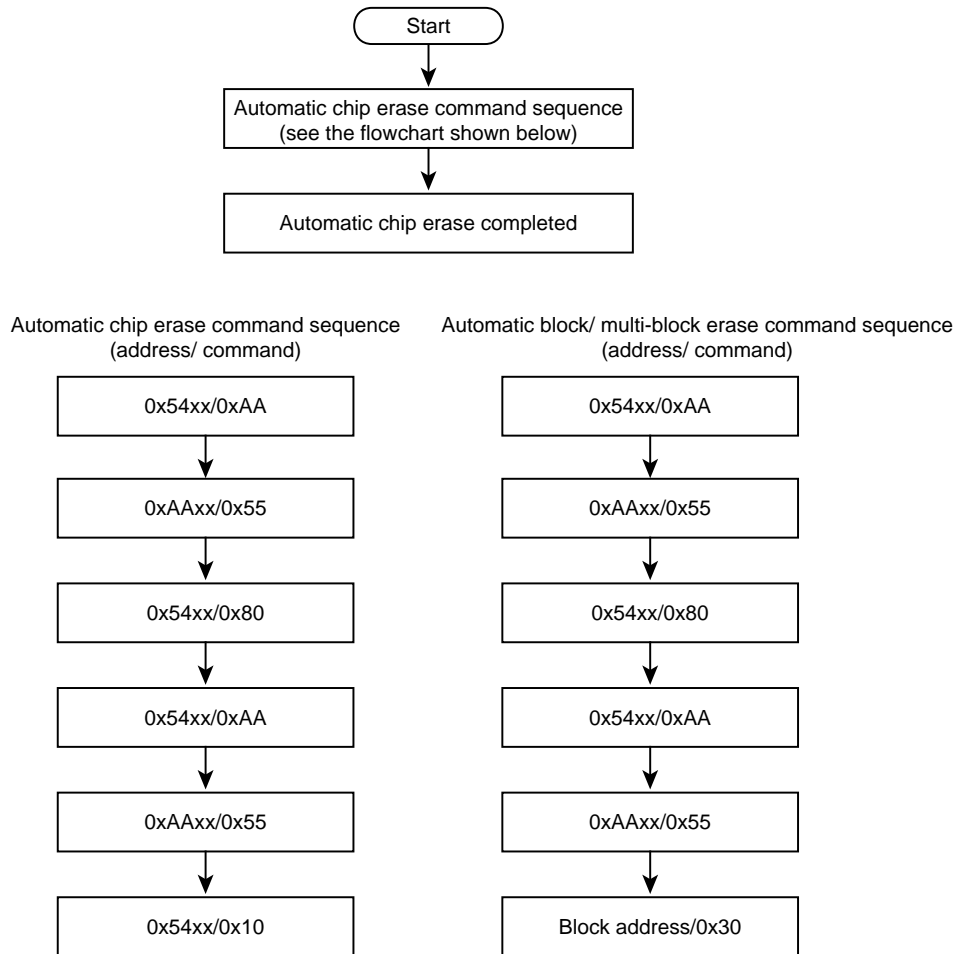 Start
Automatic chip erase command sequence
(see the flowchart shown below)
Automatic chip erase completed
Automatic chip erase command sequence
(address/ command)
0x54xx/0xAA
0xAAxx/0x55
0x54xx/0x80
0x54xx/0xAA
0xAAxx/0x55
0x54xx/0x10
Automatic block/ multi-block erase command sequence
(address/ command)
0x54xx/0xAA
0xAAxx/0x55
0x54xx/0x80
0x54xx/0xAA
0xAAxx/0x55
Block address/0x30